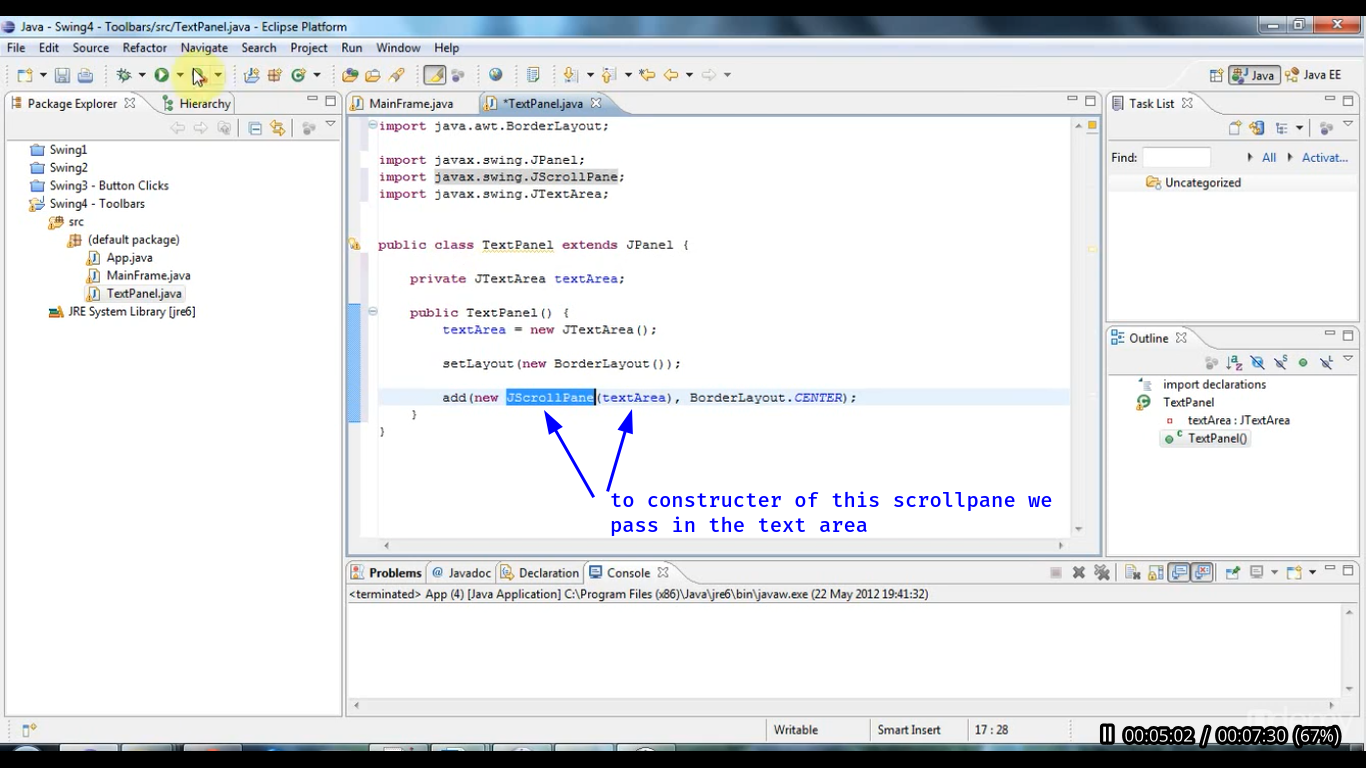 Java - Swing4 - Toolbars/src/TextPanel.java - Eclipse Platform
File Edit Source Refactor Navigate Search Project Run Window Help
Java Java EE
Package Explorer Hierarchy
Swing1
Swing2
Swing3 - Button Clicks
Swing4 - Toolbars
src
(default package)
App.java
MainFrame.java
TextPanel.java
JRE System Library [jre6]
MainFrame.java *TextPanel.java
import java.awt.BorderLayout;
import javax.swing.JPanel;
import javax.swing.JScrollPane;
import javax.swing.JTextArea;
public class TextPanel extends JPanel {
private JTextArea textArea;
public TextPanel() {
textArea = new JTextArea();
setLayout(new BorderLayout());
add(new JScrollPane(textArea), BorderLayout.CENTER);
}
}
to constructer of this scrollpane we
pass in the text area
Task List
Find: All Activat...
Uncategorized
Outline
import declarations
TextPanel
textArea : JTextArea
TextPanel()
Problems @ Javadoc Declaration Console
<terminated> App (4) [Java Application] C:\Program Files (x86)\Java\jre6\bin\javaw.exe (22 May 2012 19:41:32)
Writable Smart Insert 17 : 28
00:05:02 / 00:07:30 (67%)